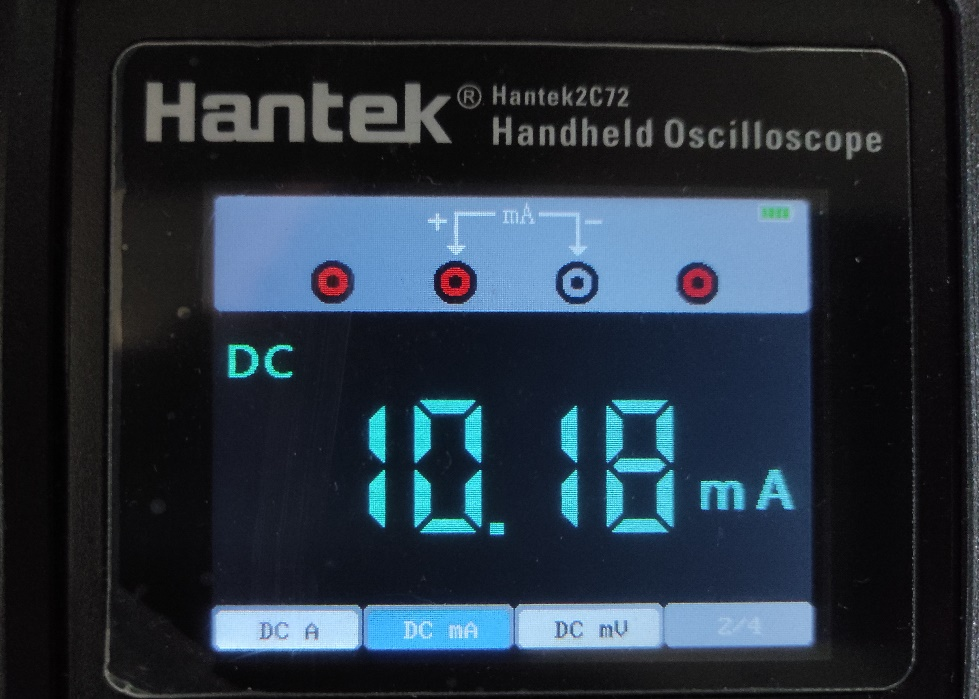 Hantek® Hantek2C72
Handheld Oscilloscope
+ mA −
DC
10.18 mA
DC A DC mA DC mV 2/4